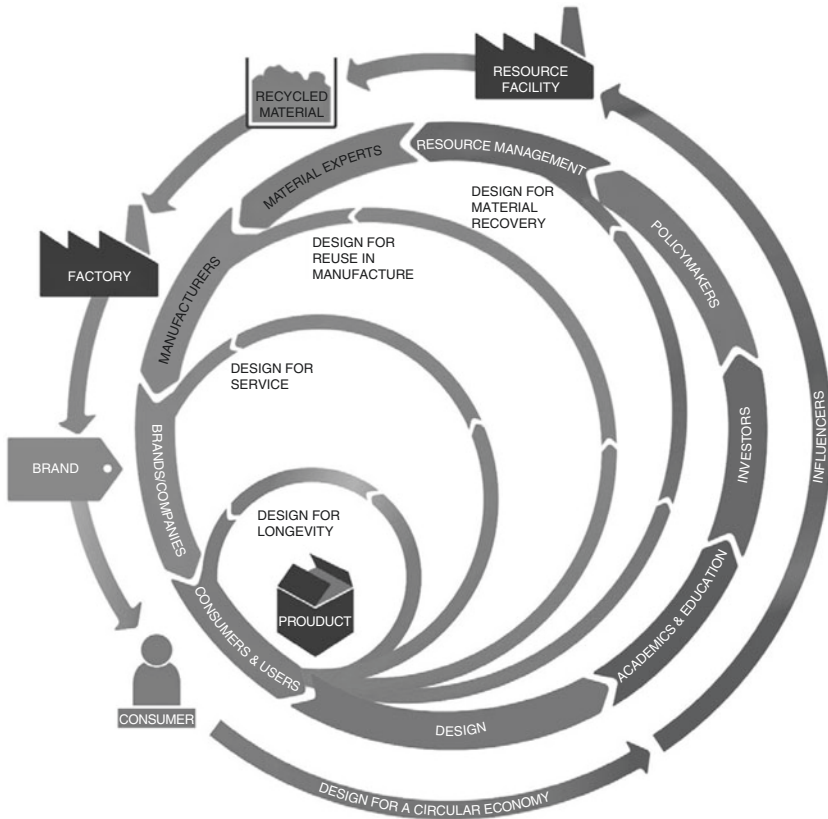 RESOURCE
FACILITY
RECYCLED
MATERIAL
MATERIAL EXPERTS
RESOURCE MANAGEMENT
DESIGN FOR
MATERIAL
RECOVERY
POLICYMAKERS
DESIGN FOR
REUSE IN
MANUFACTURE
FACTORY
MANUFACTURERS
DESIGN FOR
SERVICE
INVESTORS
INFLUENCERS
BRAND
BRANDS/COMPANIES
DESIGN FOR
LONGEVITY
PROUDUCT
CONSUMERS & USERS
ACADEMICS & EDUCATION
CONSUMER
DESIGN
DESIGN FOR A CIRCULAR ECONOMY